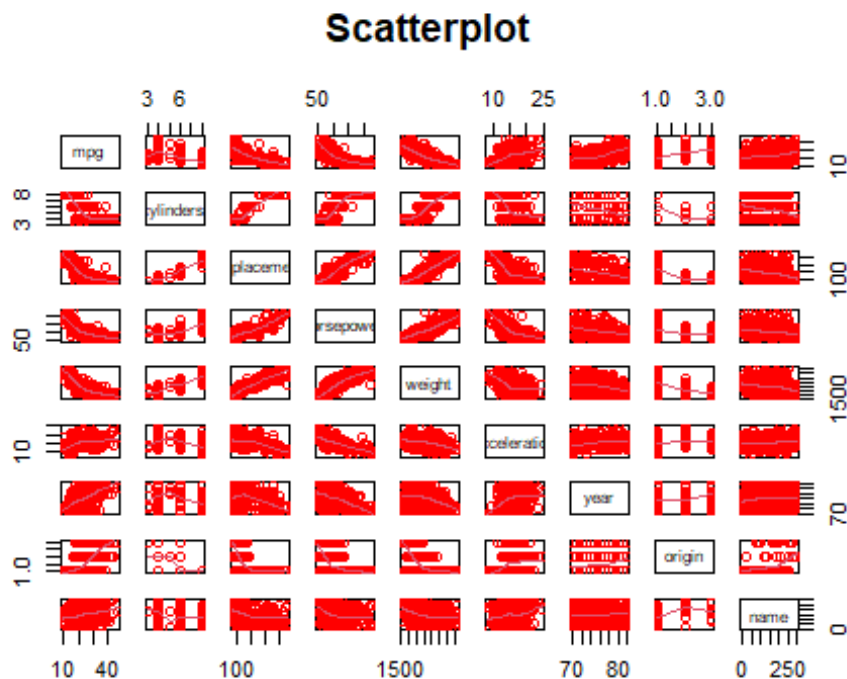 Scatterplot
3 6 50 10 25 1.0 3.0
mpg 10
8
3 ylinders
placeme 100
50 rsepowe
weight 1500
10 cceleratio
year 70
1.0 origin
name 0
10 40 100 1500 70 80 0 250